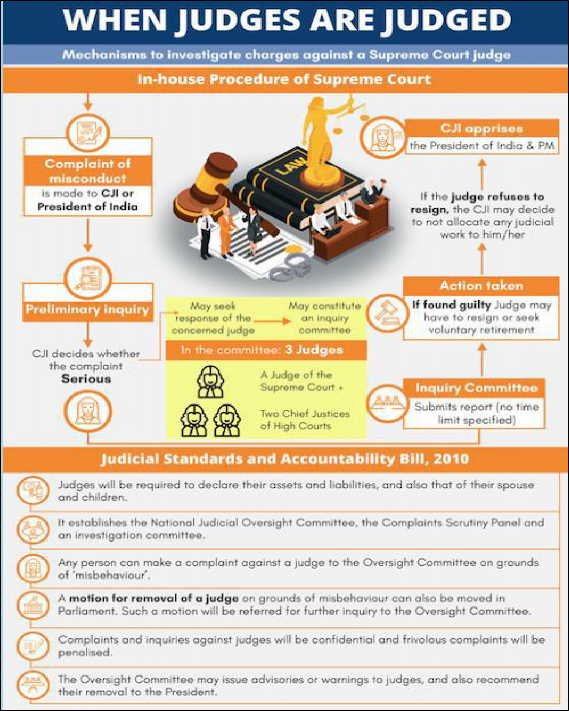 WHEN JUDGES ARE JUDGED
Mechanisms to investigate charges against a Supreme Court judge
In-house Procedure of Supreme Court
Complaint of
misconduct
is made to CJI or
President of India
Preliminary inquiry
CJI decides whether
the complaint
Serious
LAW
May seek
response of the
concerned judge
May constitute
an inquiry
committee
In the committee: 3 Judges
A Judge of the
Supreme Court +
Two Chief Justices
of High Courts
Inquiry Committee
Submits report (no time
limit specified)
Action taken
If found guilty Judge may
have to resign or seek
voluntary retirement
If the judge refuses to
resign, the CJI may decide
to not allocate any judicial
work to him/her
CJI apprises
the President of India & PM
Judicial Standards and Accountability Bill, 2010
Judges will be required to declare their assets and liabilities, and also that of their spouse
and children.
It establishes the National Judicial Oversight Committee, the Complaints Scrutiny Panel and
an investigation committee.
Any person can make a complaint against a judge to the Oversight Committee on grounds
of 'misbehaviour'.
A motion for removal of a judge on grounds of misbehaviour can also be moved in
Parliament. Such a motion will be referred for further inquiry to the Oversight Committee.
Complaints and inquiries against judges will be confidential and frivolous complaints will be
penalised.
The Oversight Committee may issue advisories or warnings to judges, and also recommend
their removal to the President.